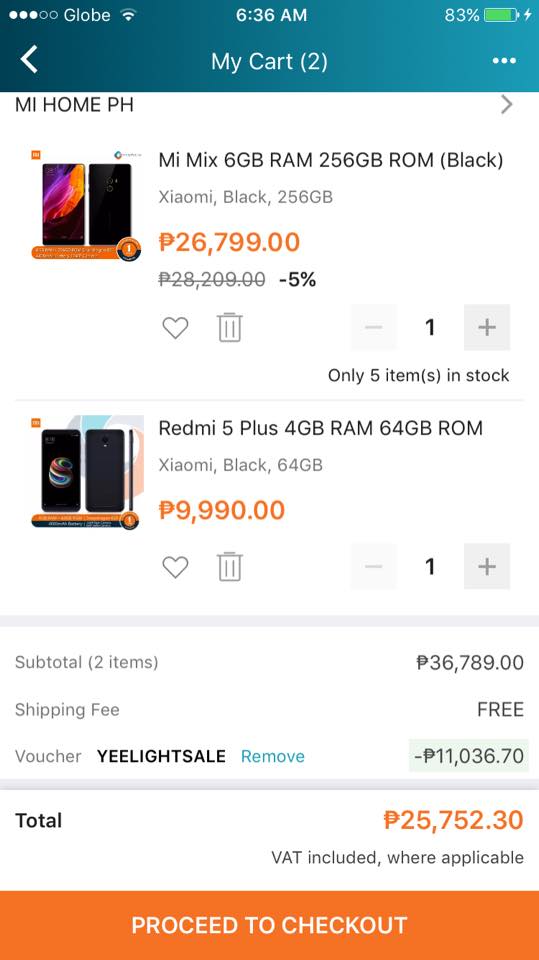 Globe
6:36 AM
83%
My Cart (2)
MI HOME PH
Mi Mix 6GB RAM 256GB ROM (Black)
Xiaomi, Black, 256GB
₱26,799.00
₱28,209.00 -5%
1
Only 5 item(s) in stock
Redmi 5 Plus 4GB RAM 64GB ROM
Xiaomi, Black, 64GB
₱9,990.00
1
Subtotal (2 items) ₱36,789.00
Shipping Fee FREE
Voucher YEELIGHTSALE Remove -₱11,036.70
Total ₱25,752.30
VAT included, where applicable
PROCEED TO CHECKOUT